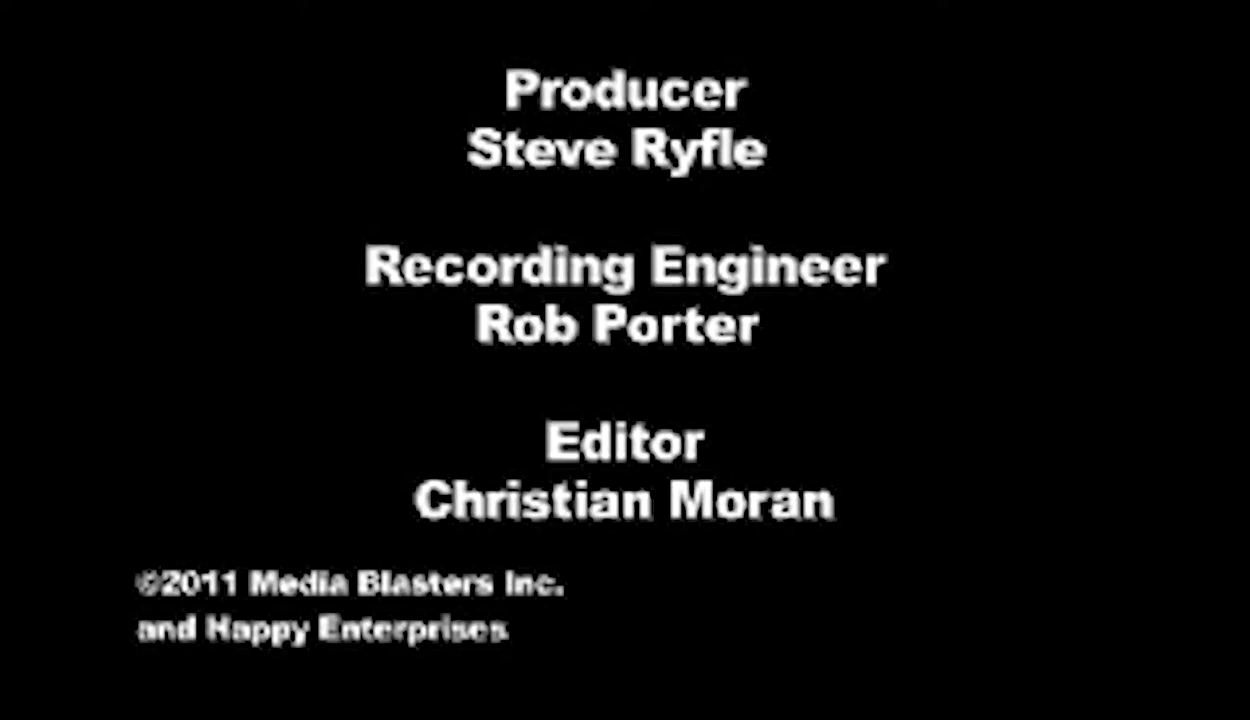 Producer
Steve Ryfle
Recording Engineer
Rob Porter
Editor
Christian Moran
©2011 Media Blasters Inc.
and Happy Enterprises